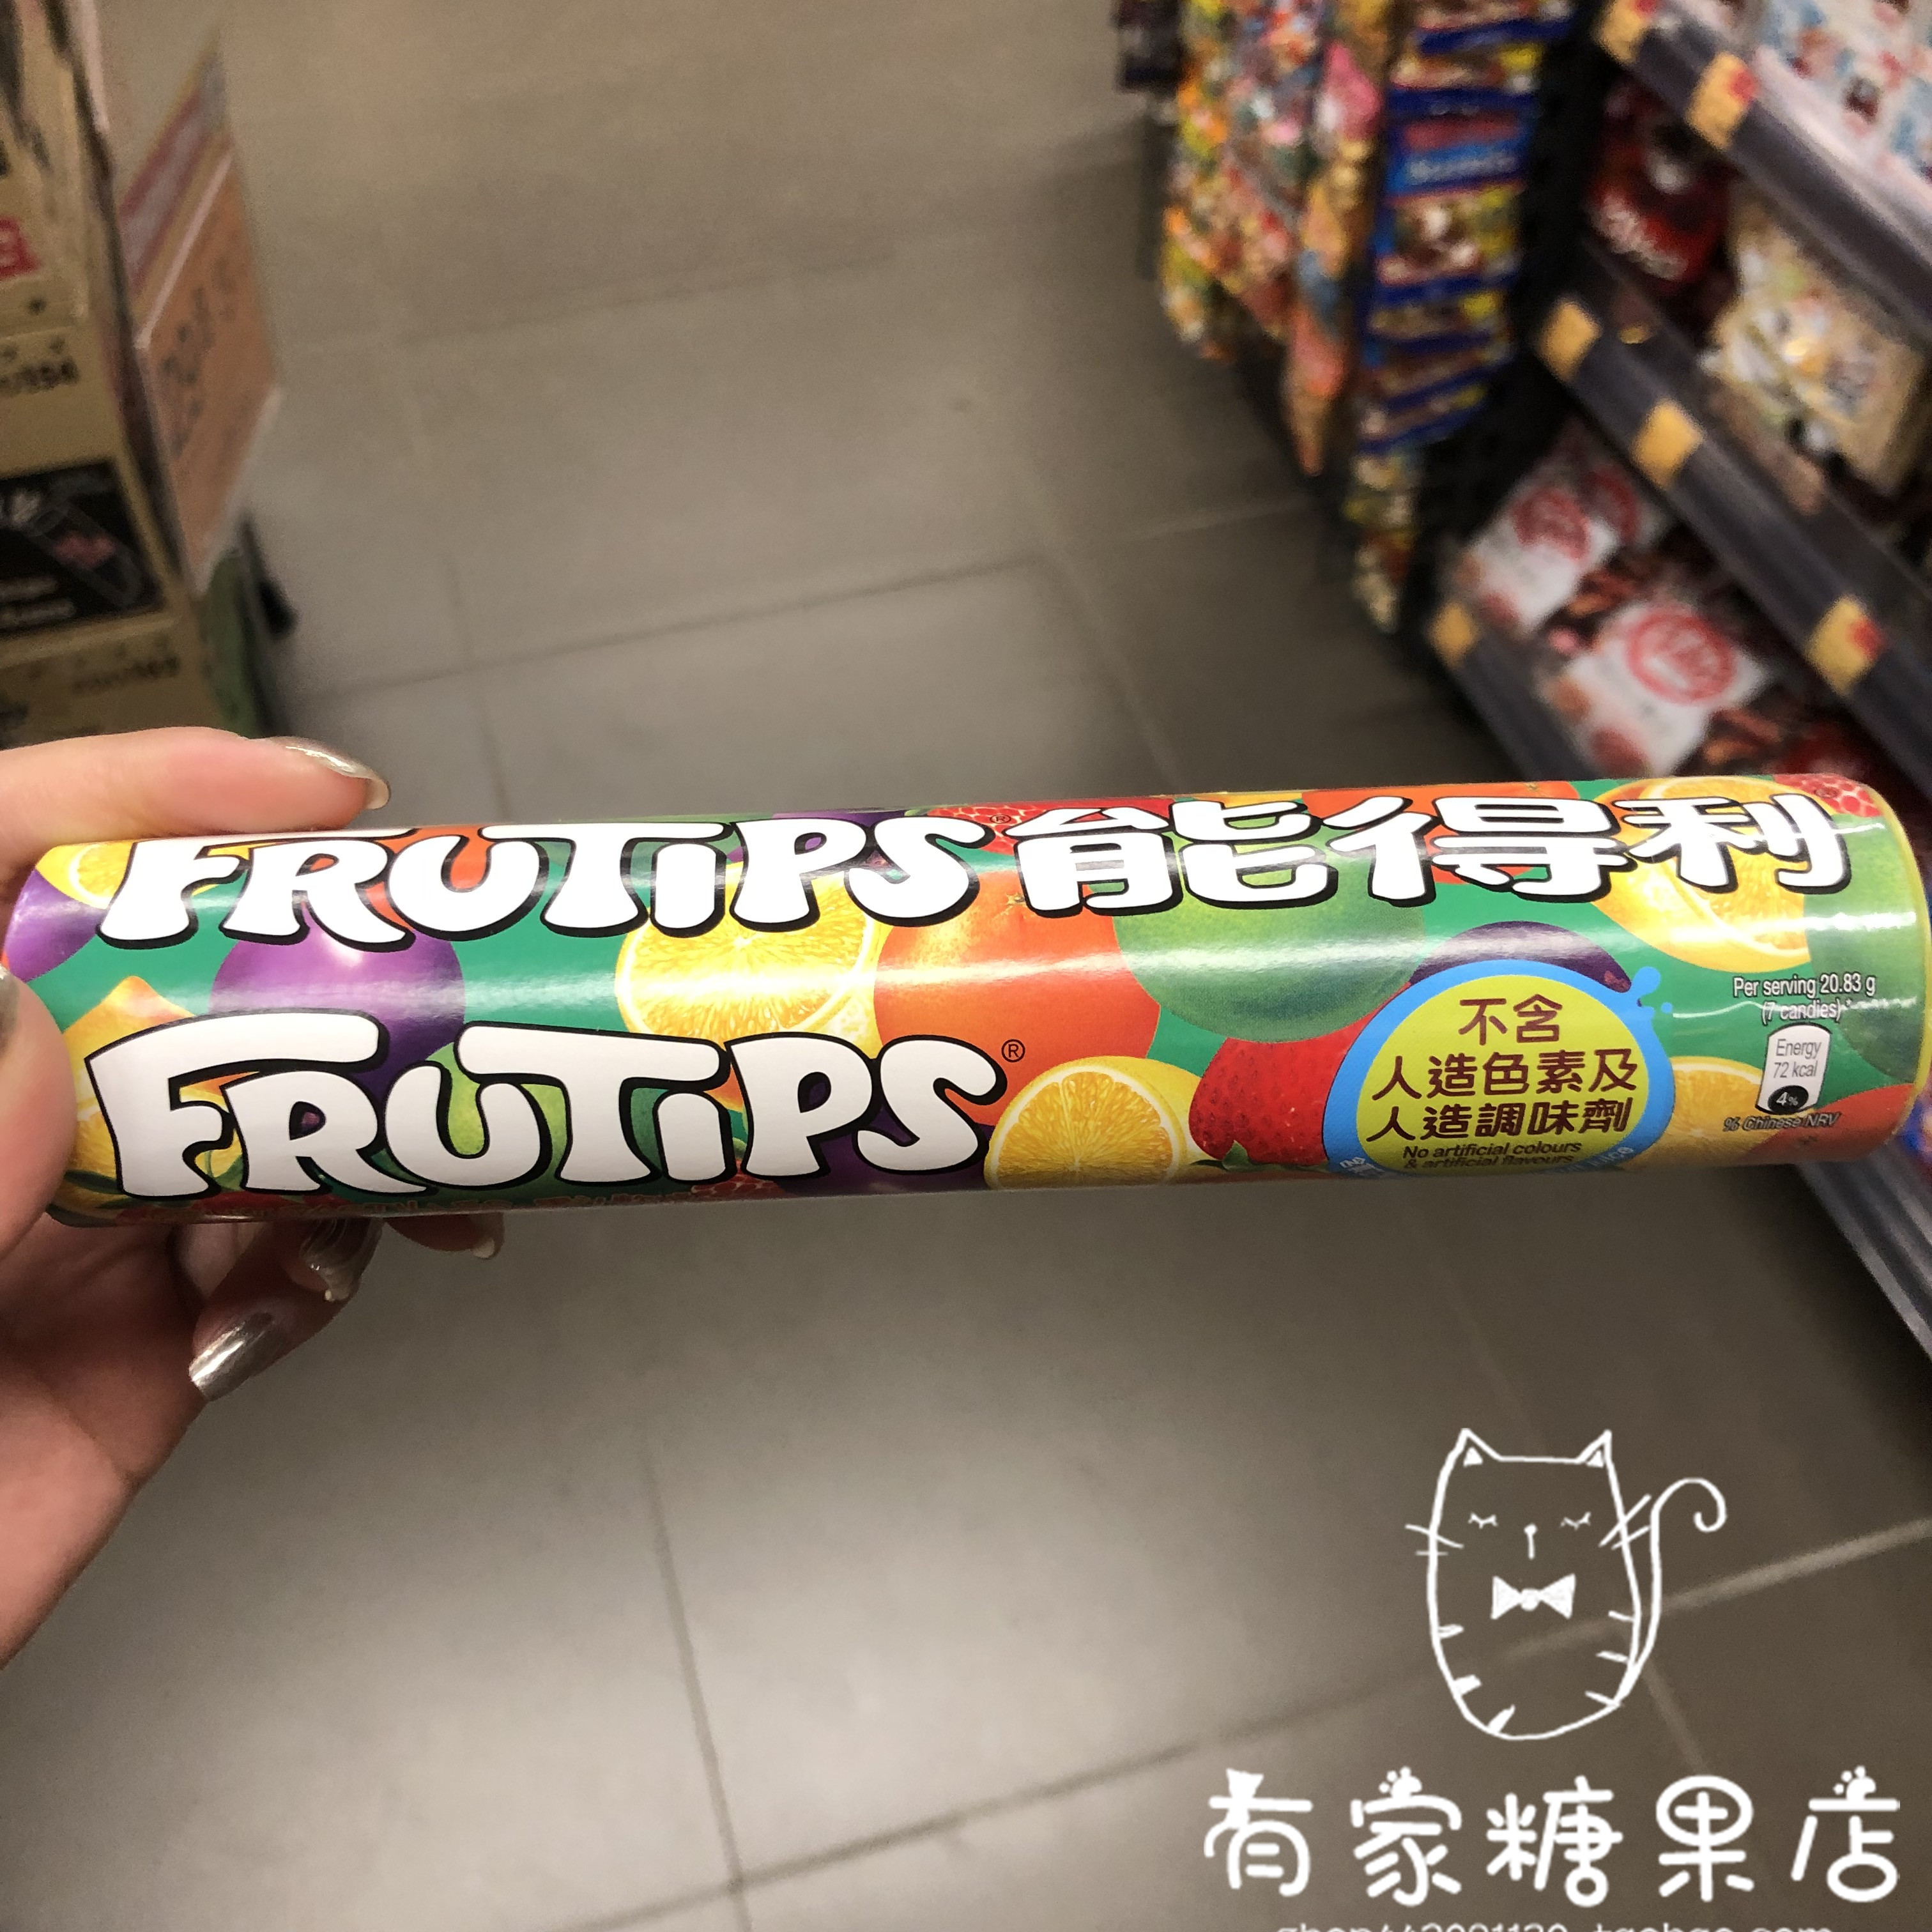 FRUTIPS® 能得利®
FRUTIPS®
不含
人造色素及
人造調味劑
No artificial colours
& artificial flavours
Per serving 20.83 g
(7 candies)*
Energy
72 kcal
4%
% Chinese NRV
有家糖果店